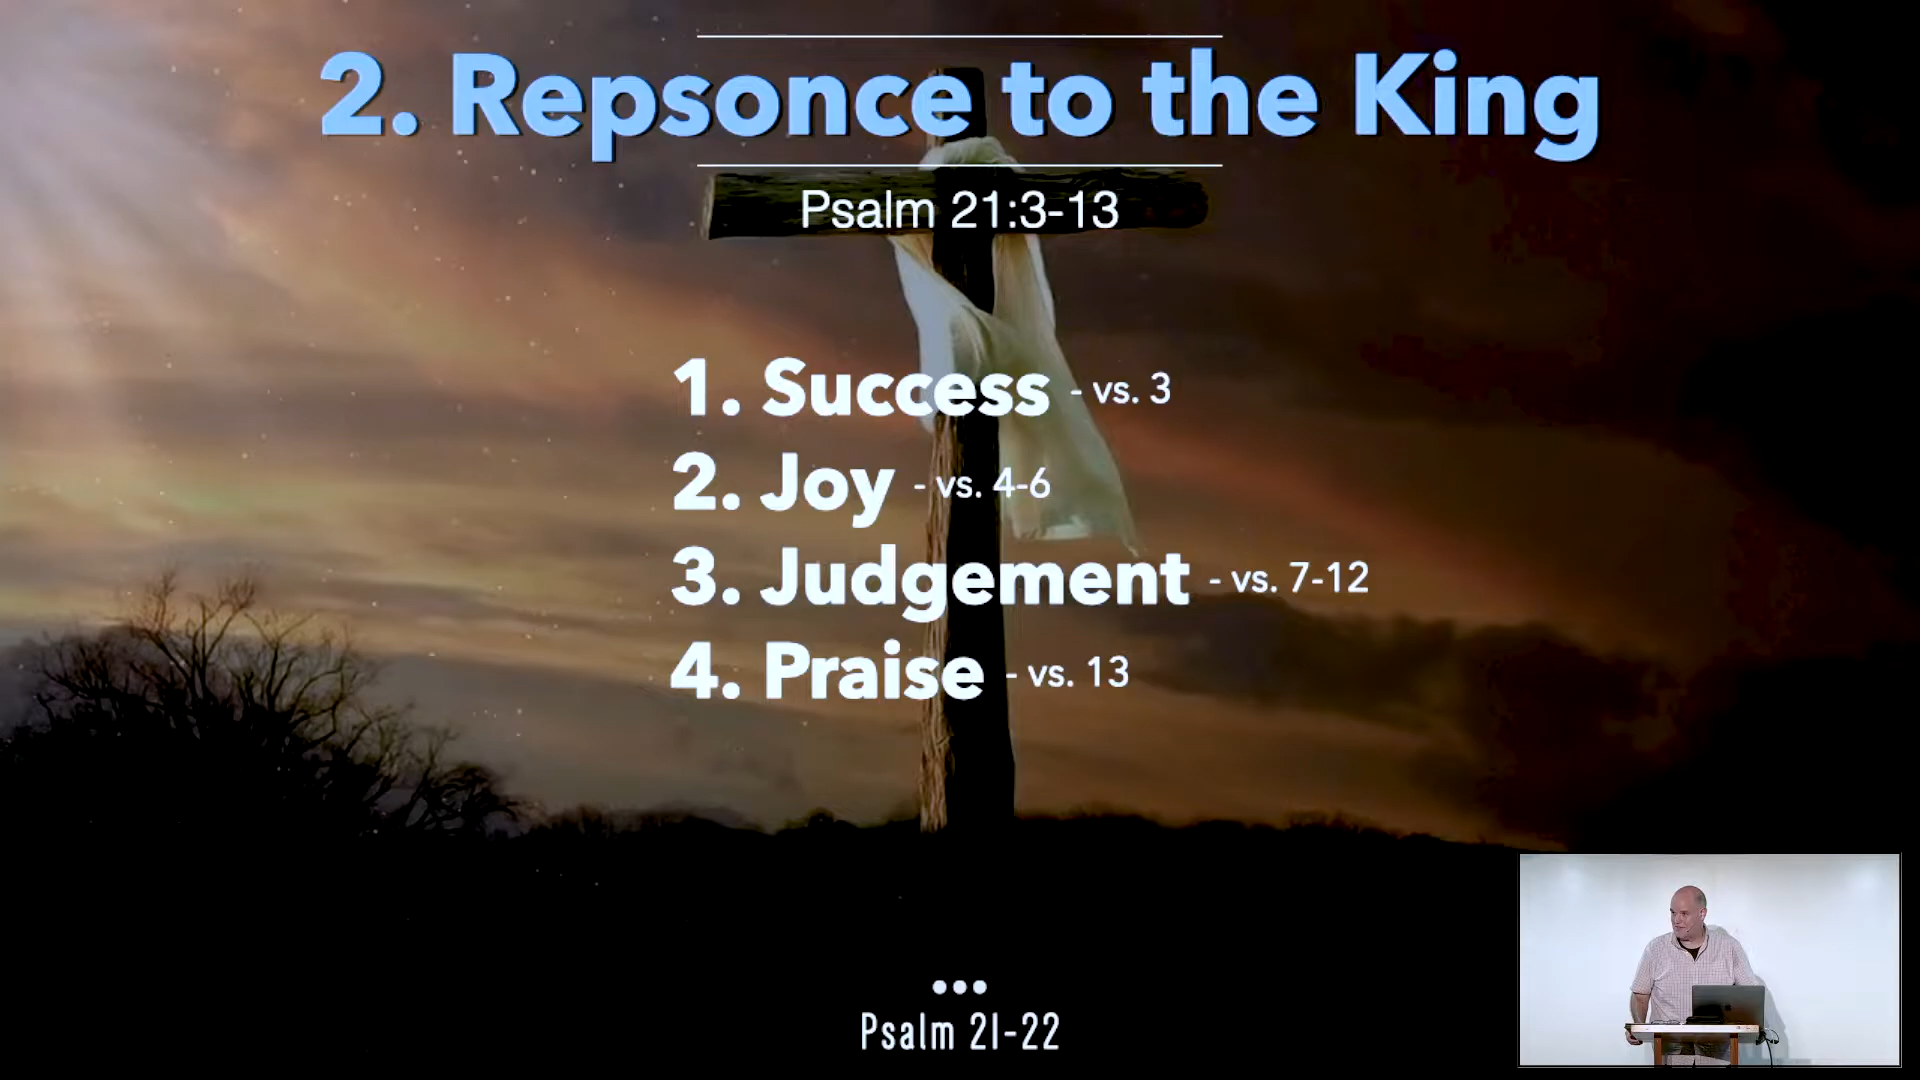 2. Repsonce to the King
Psalm 21:3-13
1. Success - vs. 3
2. Joy - vs. 4-6
3. Judgement - vs. 7-12
4. Praise - vs. 13
Psalm 21-22